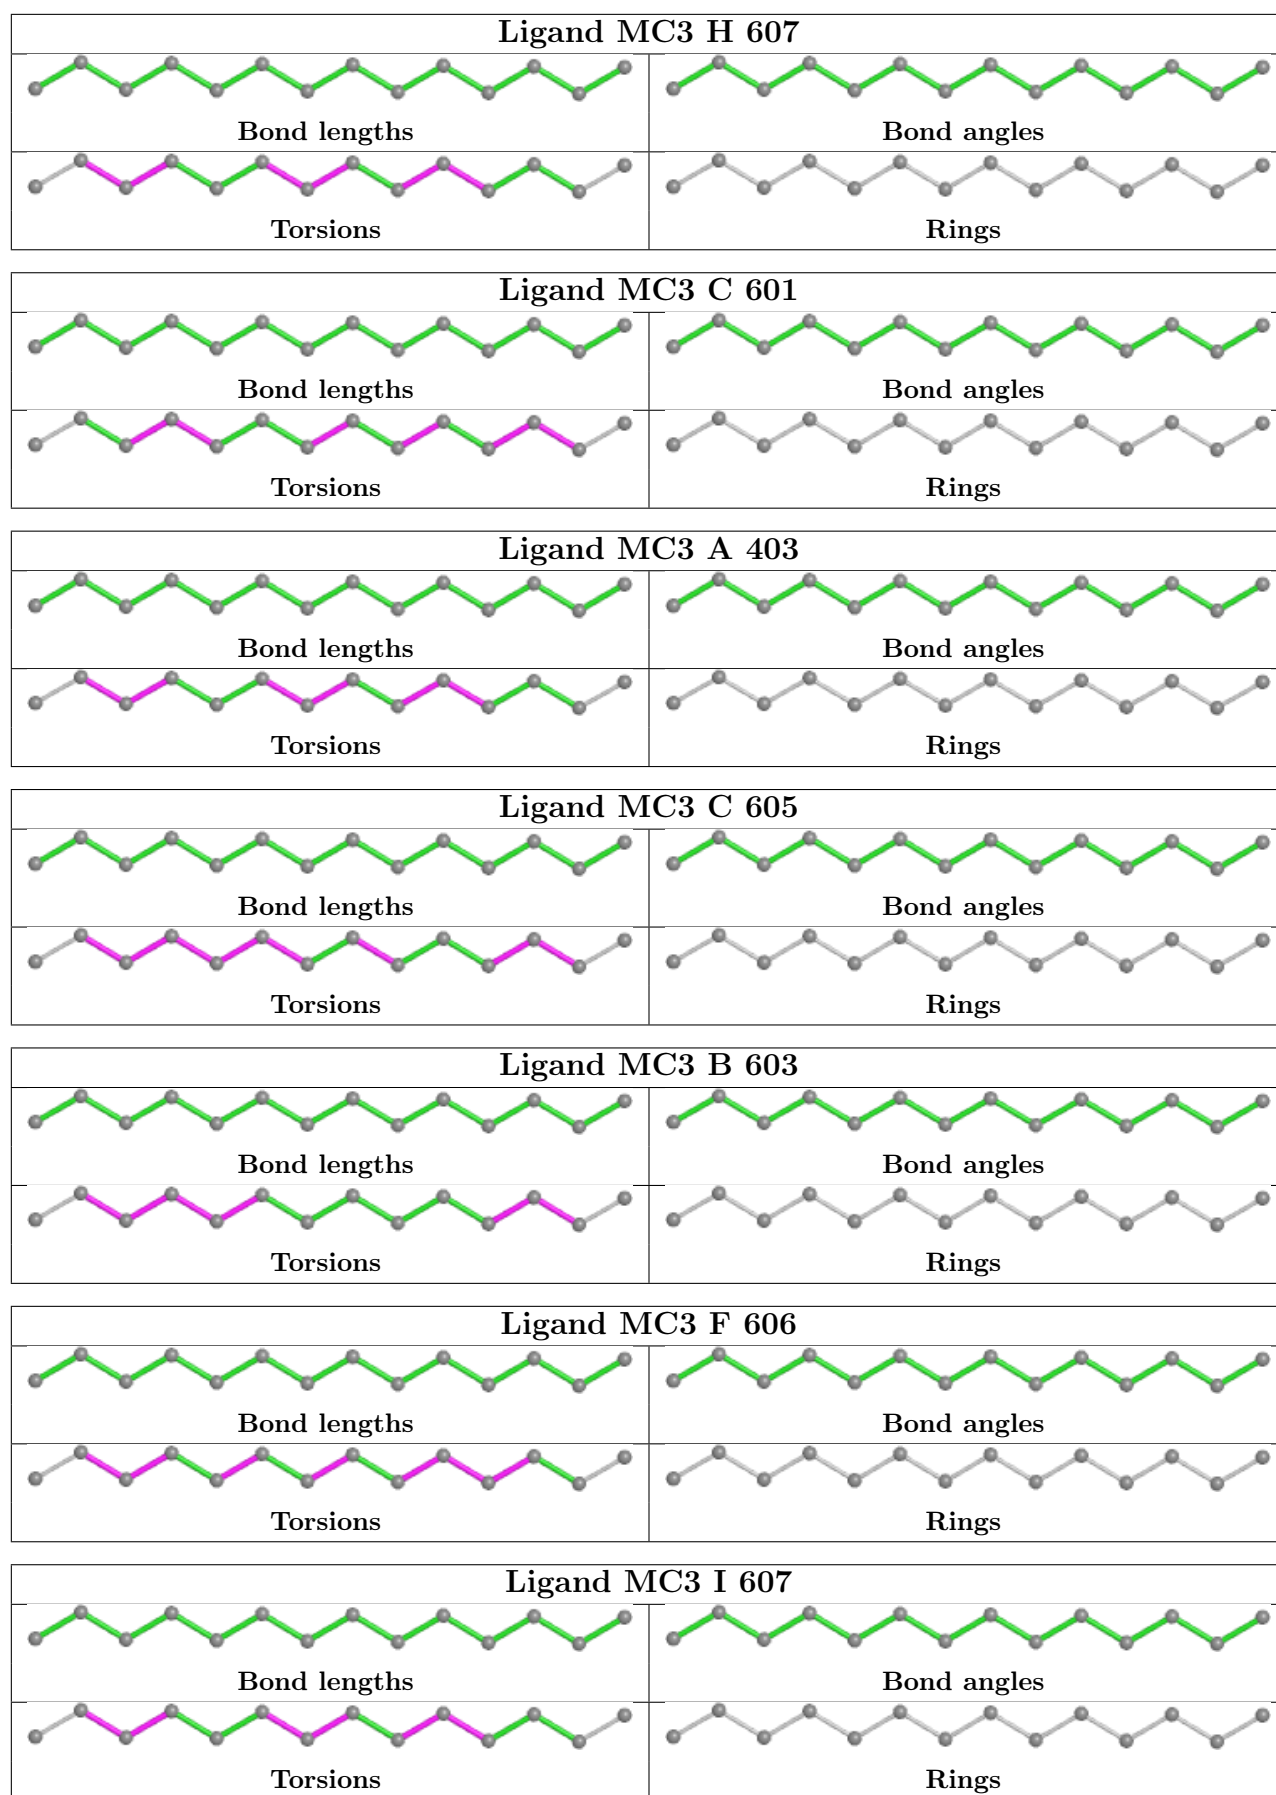 Ligand MC3 H 607
Bond lengths Bond angles
Torsions Rings
Ligand MC3 C 601
Bond lengths Bond angles
Torsions Rings
Ligand MC3 A 403
Bond lengths Bond angles
Torsions Rings
Ligand MC3 C 605
Bond lengths Bond angles
Torsions Rings
Ligand MC3 B 603
Bond lengths Bond angles
Torsions Rings
Ligand MC3 F 606
Bond lengths Bond angles
Torsions Rings
Ligand MC3 I 607
Bond lengths Bond angles
Torsions Rings